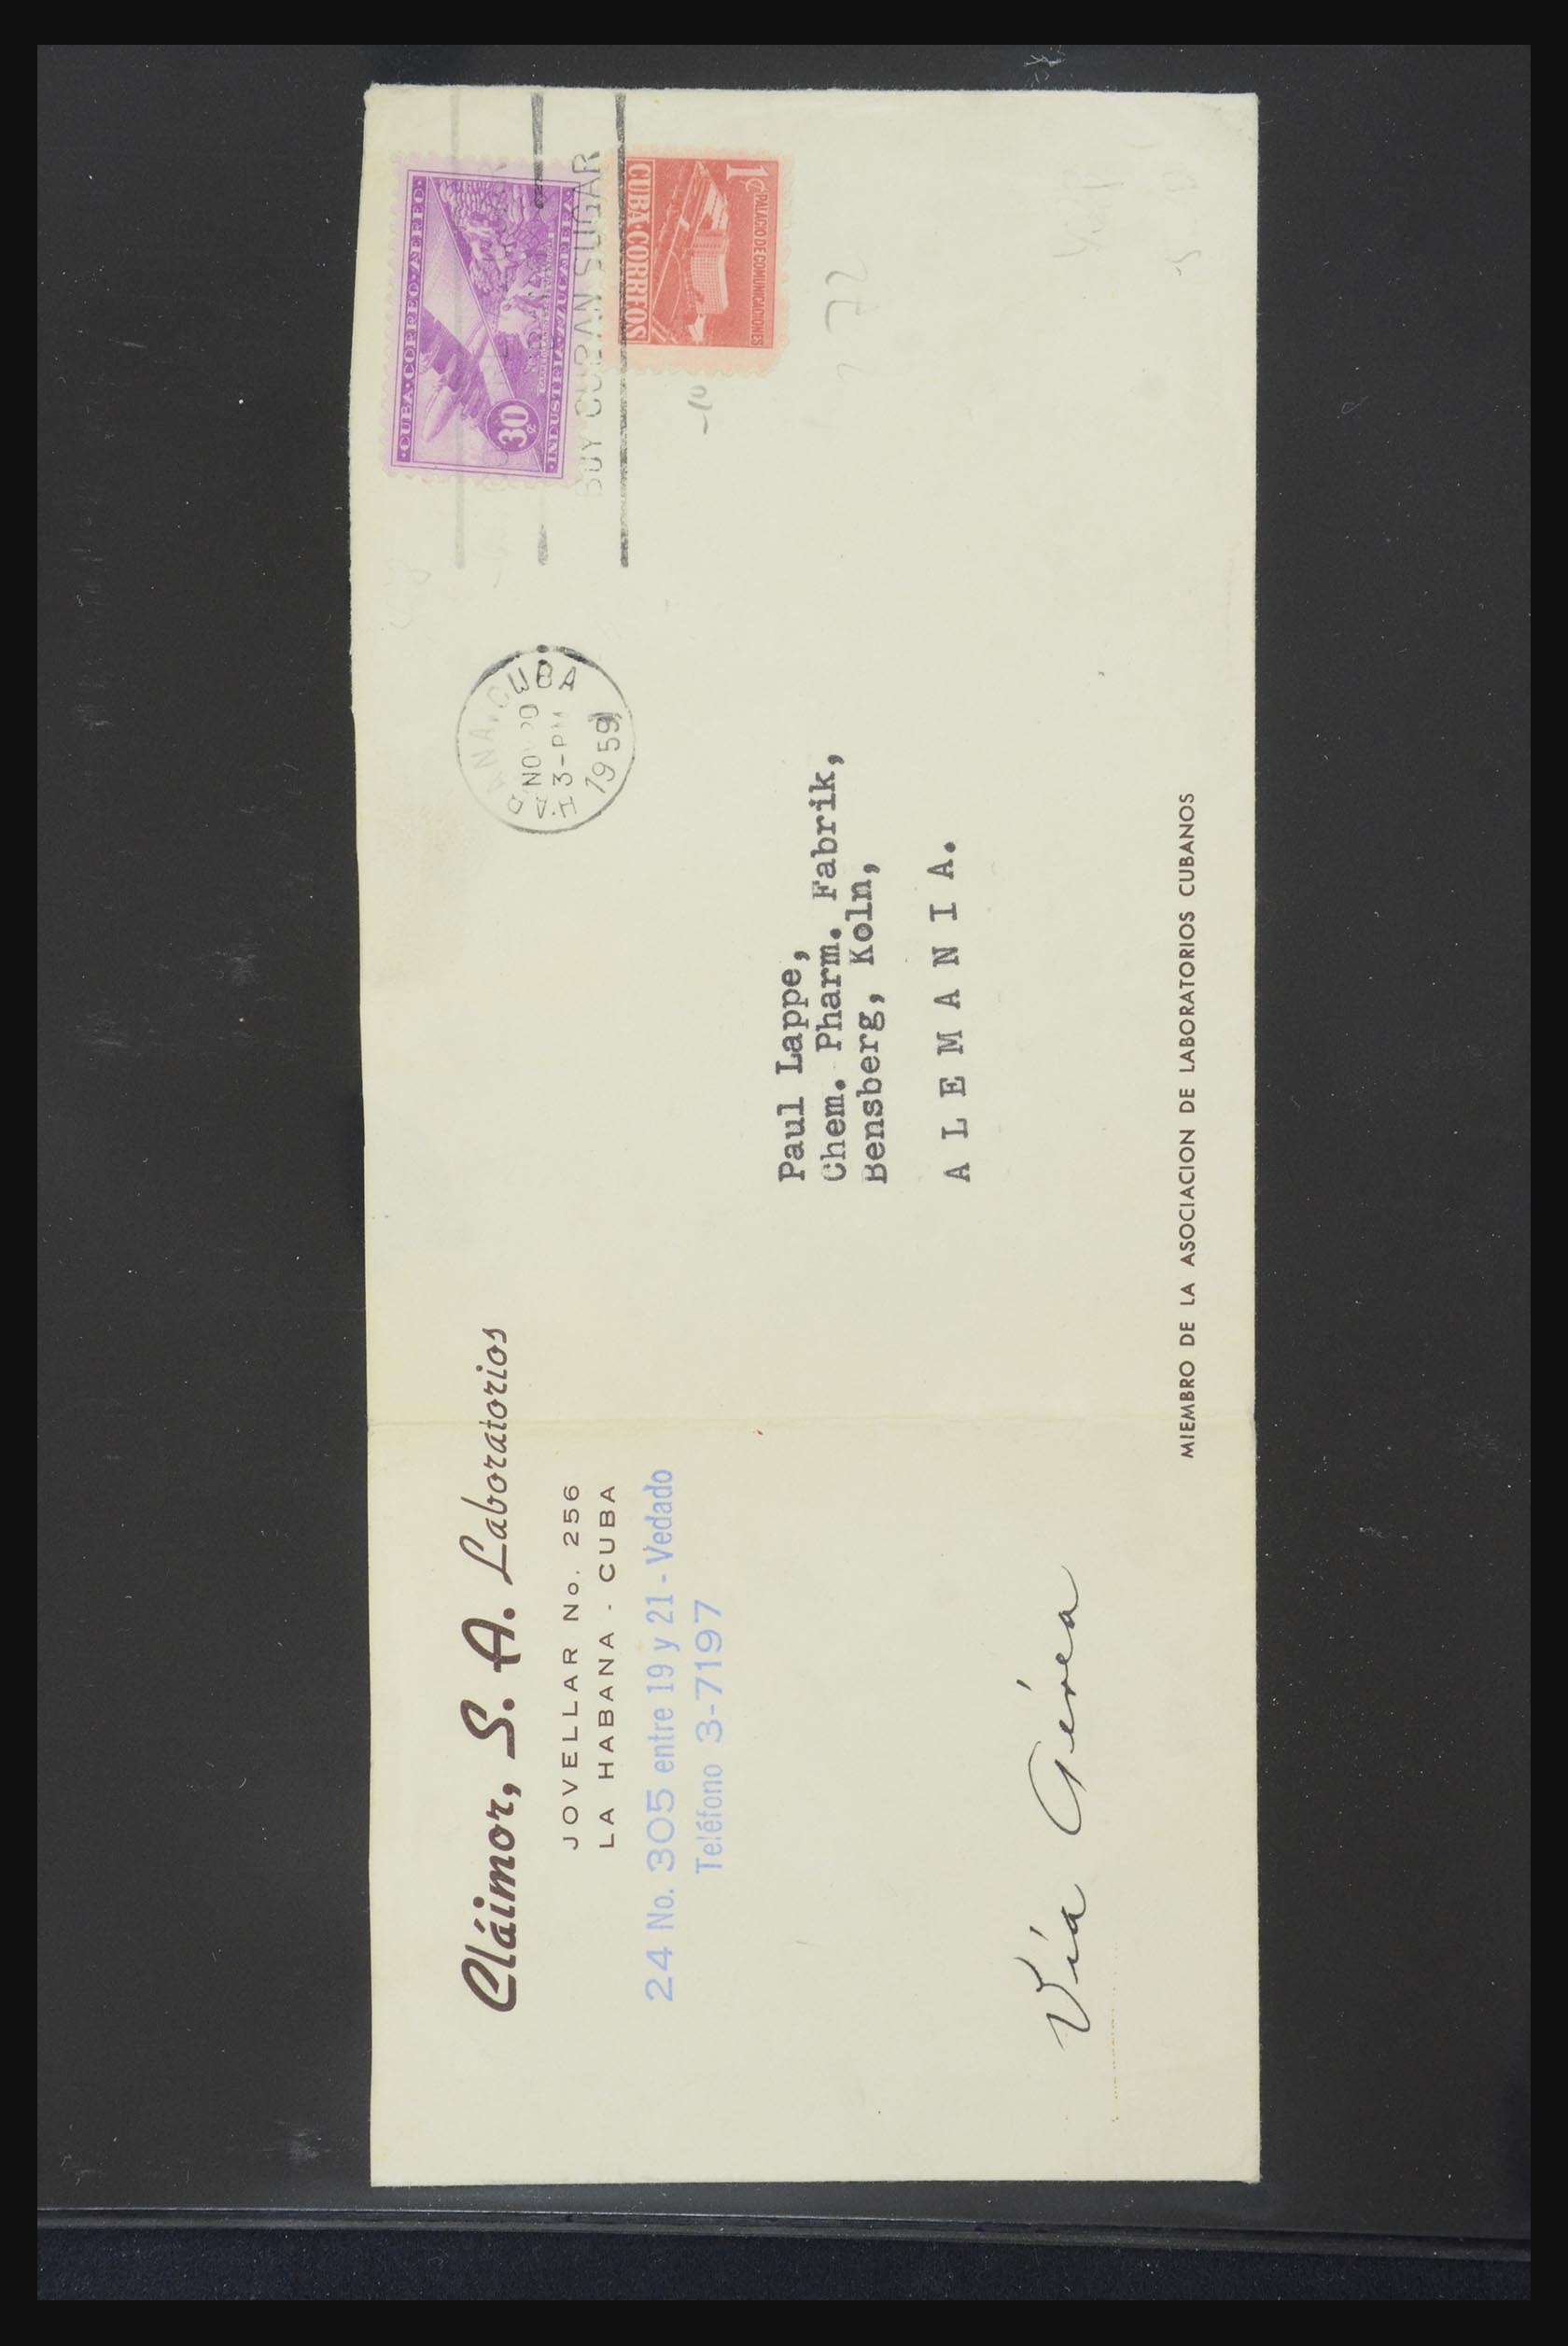 Cláimor, S. A. Laboratorios
JOVELLAR No. 256
LA HABANA - CUBA
24 No. 305 entre 19 y 21 - Vedado
Teléfono 3-7197
HABANA, CUBA
NOV 20
3-PM
1959
BUY CUBAN SUGAR
·CUBA·CORREO·AEREO·
30¢
·INDUSTRIA AZUCARERA·
1¢
PALACIO DE COMUNICACIONES
CUBA·CORREOS
-10
72
Paul Lappe,
Chem. Pharm. Fabrik,
Bensberg, Koln,
A L E M A N I A.
Vía Aérea
MIEMBRO DE LA ASOCIACION DE LABORATORIOS CUBANOS